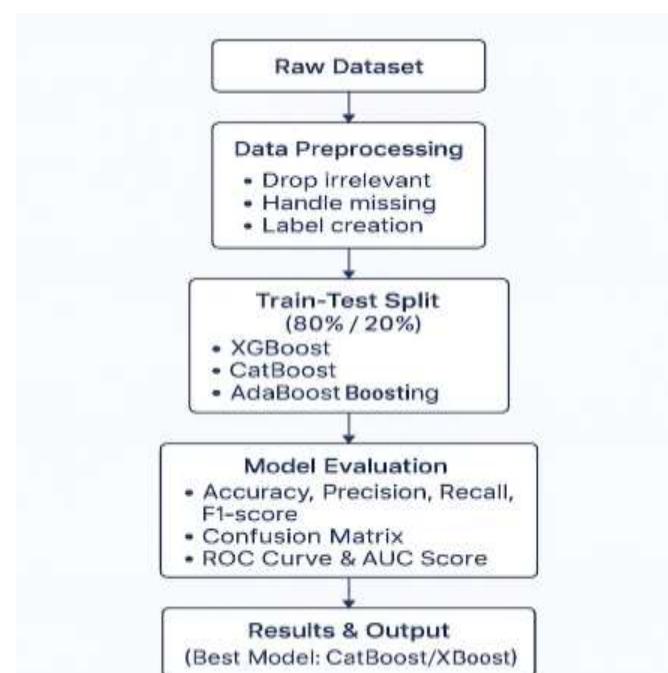 Raw Dataset
Data Preprocessing
• Drop irrelevant
• Handle missing
• Label creation
Train-Test Split
(80% / 20%)
• XGBoost
• CatBoost
• AdaBoost Boosting
Model Evaluation
• Accuracy, Precision, Recall,
F1-score
• Confusion Matrix
• ROC Curve & AUC Score
Results & Output
(Best Model: CatBoost/XBoost)